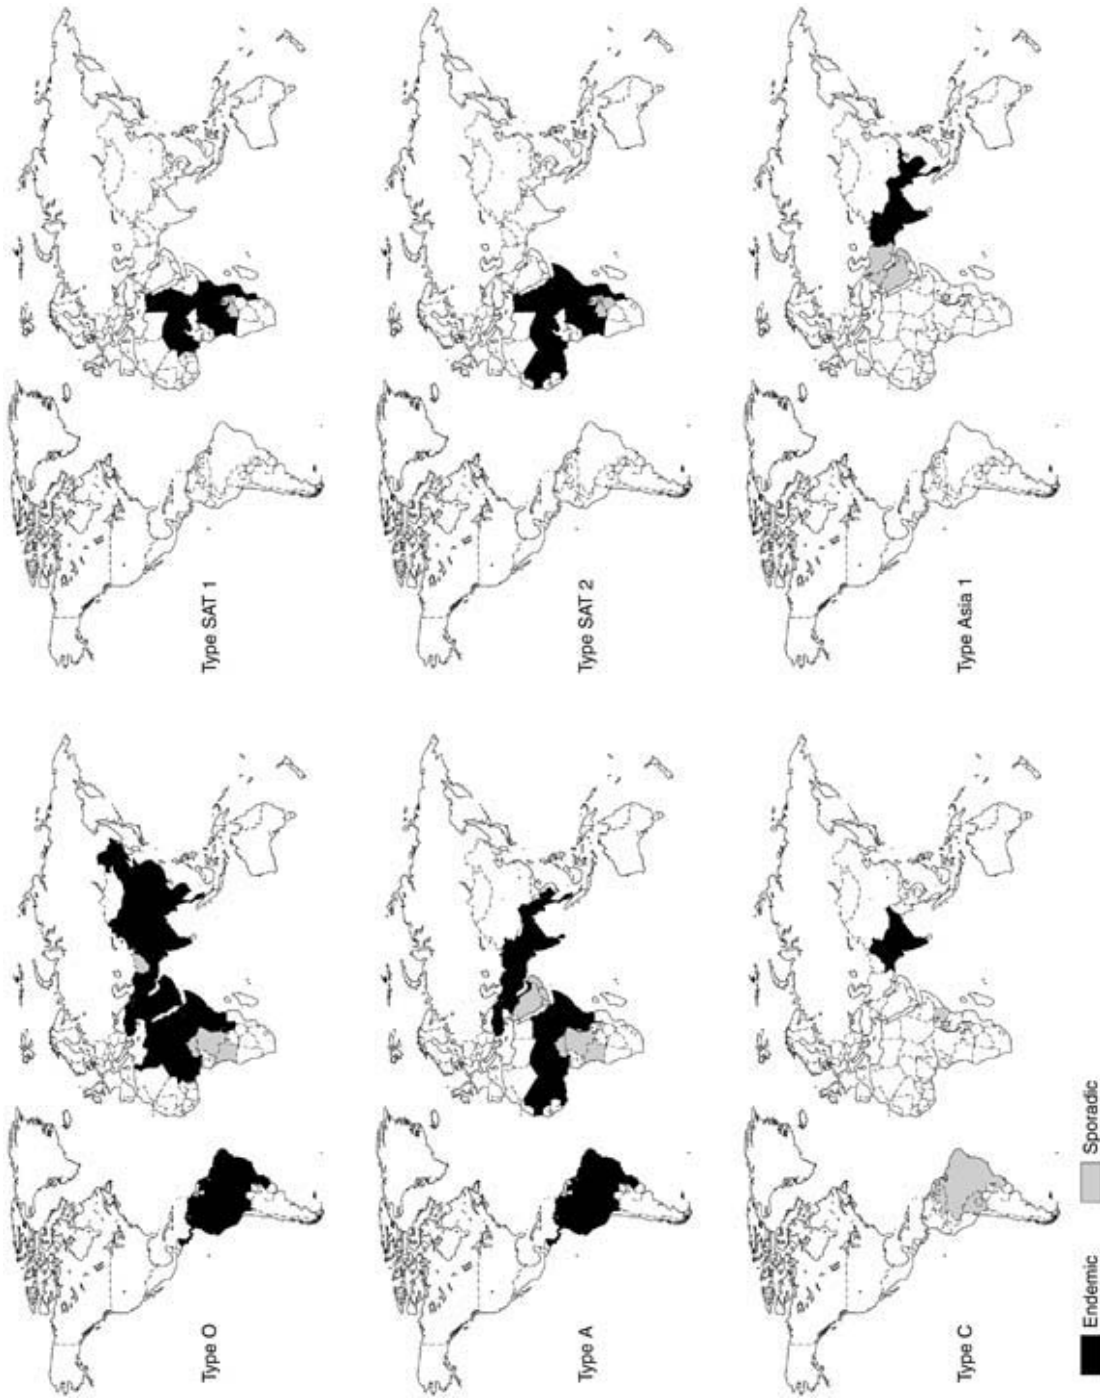 Type O
Type SAT 1
Type A
Type SAT 2
Type C
Type Asia 1
Endemic
Sporadic